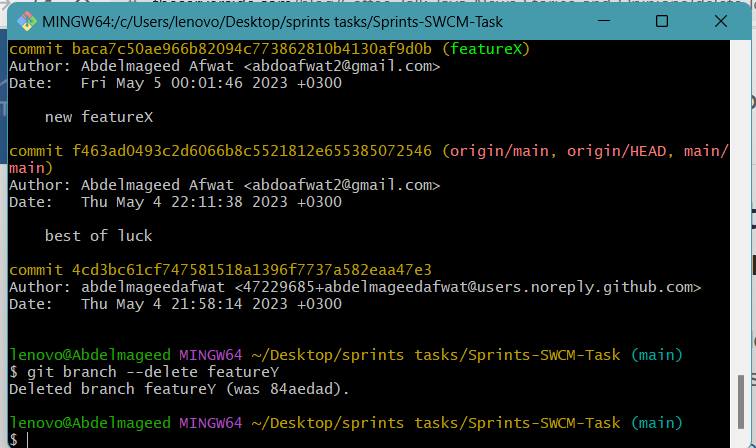 MINGW64:/c/Users/lenovo/Desktop/sprints tasks/Sprints-SWCM-Task
commit baca7c50ae966b82094c773862810b4130af9d0b (featureX)
Author: Abdelmageed Afwat <abdoafwat2@gmail.com>
Date:   Fri May 5 00:01:46 2023 +0300
new featureX
commit f463ad0493c2d6066b8c5521812e655385072546 (origin/main, origin/HEAD, main/
main)
Author: Abdelmageed Afwat <abdoafwat2@gmail.com>
Date:   Thu May 4 22:11:38 2023 +0300
best of luck
commit 4cd3bc61cf747581518a1396f7737a582eaa47e3
Author: abdelmageedafwat <47229685+abdelmageedafwat@users.noreply.github.com>
Date:   Thu May 4 21:58:14 2023 +0300
lenovo@Abdelmageed MINGW64 ~/Desktop/sprints tasks/Sprints-SWCM-Task (main)
$ git branch --delete featureY
Deleted branch featureY (was 84aedad).
lenovo@Abdelmageed MINGW64 ~/Desktop/sprints tasks/Sprints-SWCM-Task (main)
$